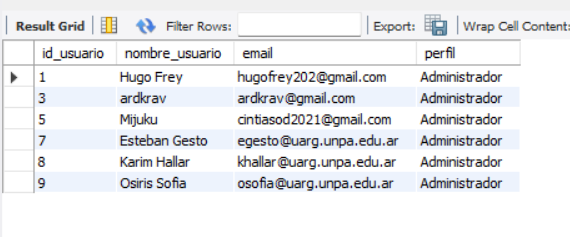 Result Grid Filter Rows: Export: Wrap Cell Content:
id_usuario nombre_usuario email perfil
1 Hugo Frey hugofrey202@gmail.com Administrador
3 ardkrav ardkrav@gmail.com Administrador
5 Mijuku cintiasod2021@gmail.com Administrador
7 Esteban Gesto egesto@uarg.unpa.edu.ar Administrador
8 Karim Hallar khallar@uarg.unpa.edu.ar Administrador
9 Osiris Sofia osofia@uarg.unpa.edu.ar Administrador